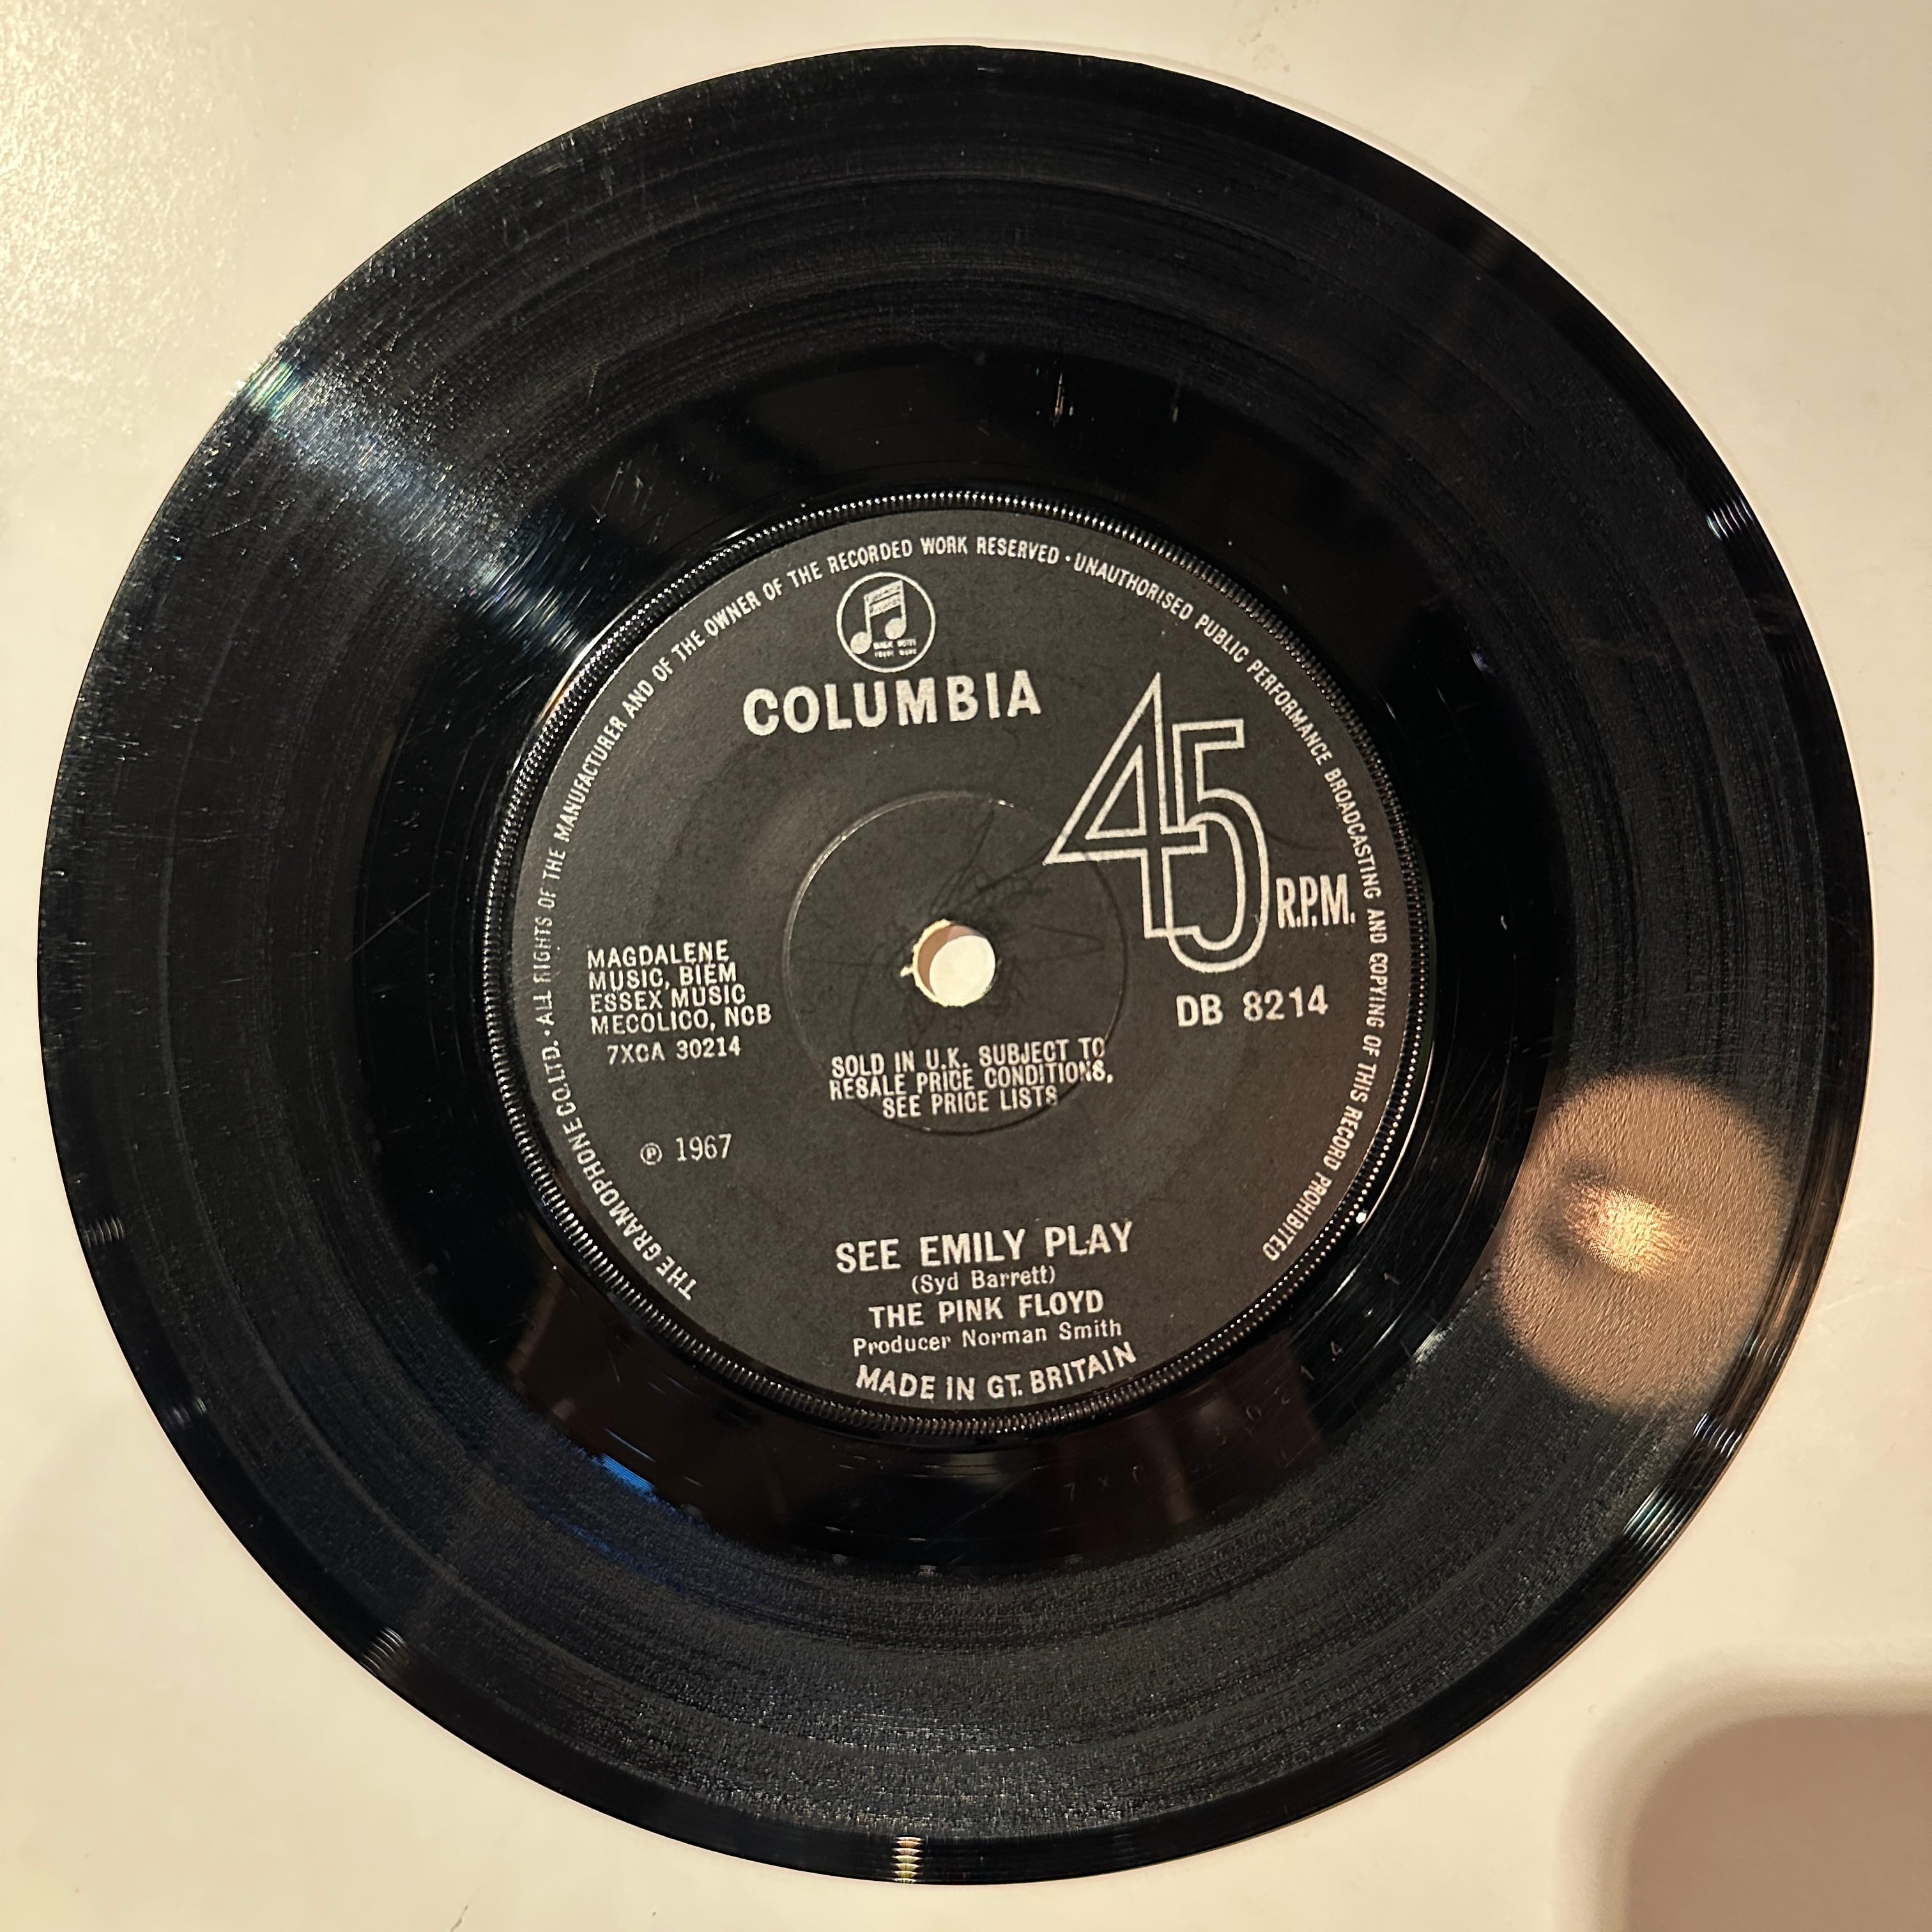 THE GRAMOPHONE CO. LTD. • ALL RIGHTS OF THE MANUFACTURER AND OF THE OWNER OF THE RECORDED WORK RESERVED • UNAUTHORISED PUBLIC PERFORMANCE BROADCASTING AND COPYING OF THIS RECORD PROHIBITED
COLUMBIA
45 R.P.M.
MAGDALENE
MUSIC, BIEM
ESSEX MUSIC
MECOLICO, NCB
7XCA 30214
DB 8214
SOLD IN U.K. SUBJECT TO
RESALE PRICE CONDITIONS,
SEE PRICE LISTS
℗ 1967
SEE EMILY PLAY
(Syd Barrett)
THE PINK FLOYD
Producer Norman Smith
MADE IN GT. BRITAIN